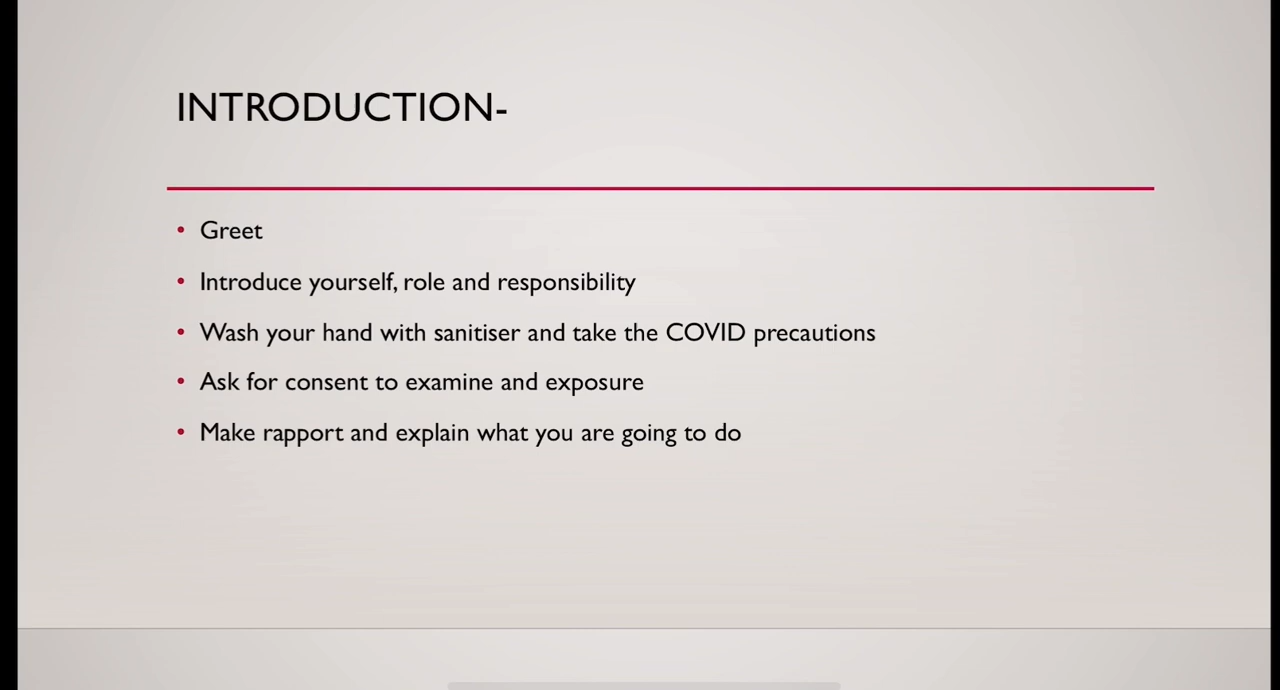 INTRODUCTION-
• Greet
• Introduce yourself, role and responsibility
• Wash your hand with sanitiser and take the COVID precautions
• Ask for consent to examine and exposure
• Make rapport and explain what you are going to do